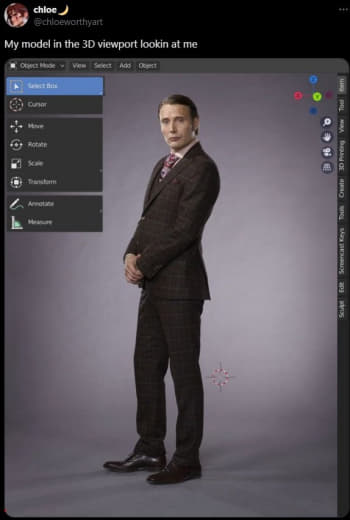 chloe🌙
@chloeworthyart
My model in the 3D viewport lookin at me
Object Mode View Select Add Object
Select Box
Cursor
Move
Rotate
Scale
Transform
Annotate
Measure
Z
X
Y
Item
Tool
View
3D Printing
Create
Tools
Screencast Keys
Edit
Sculpt